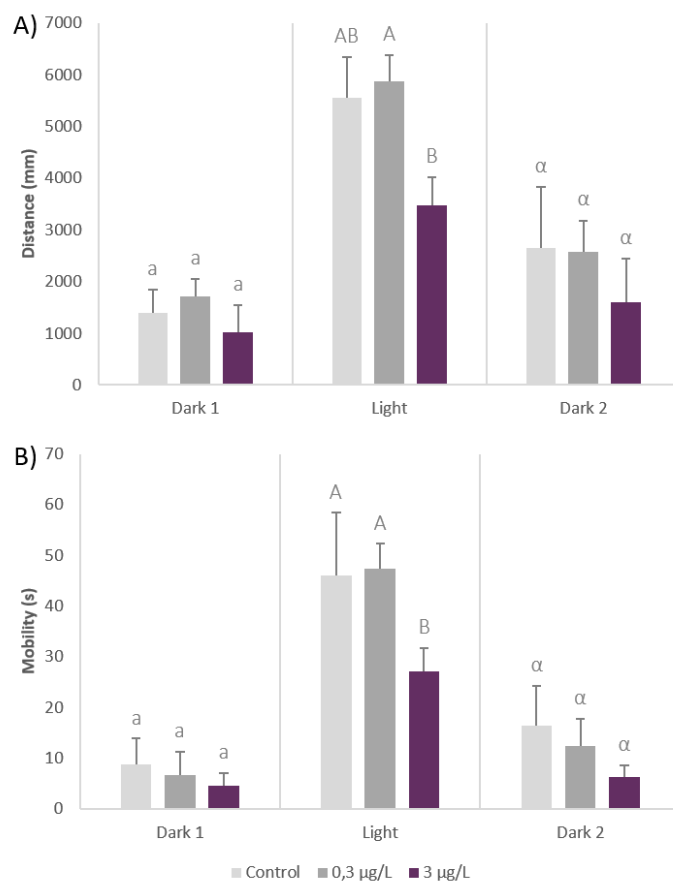 A)
Distance (mm)
7000
6000
5000
4000
3000
2000
1000
0
a a a
AB A B
α α α
Dark 1 Light Dark 2
B)
Mobility (s)
70
60
50
40
30
20
10
0
a a a
A A B
α α α
Dark 1 Light Dark 2
Control 0,3 µg/L 3 µg/L